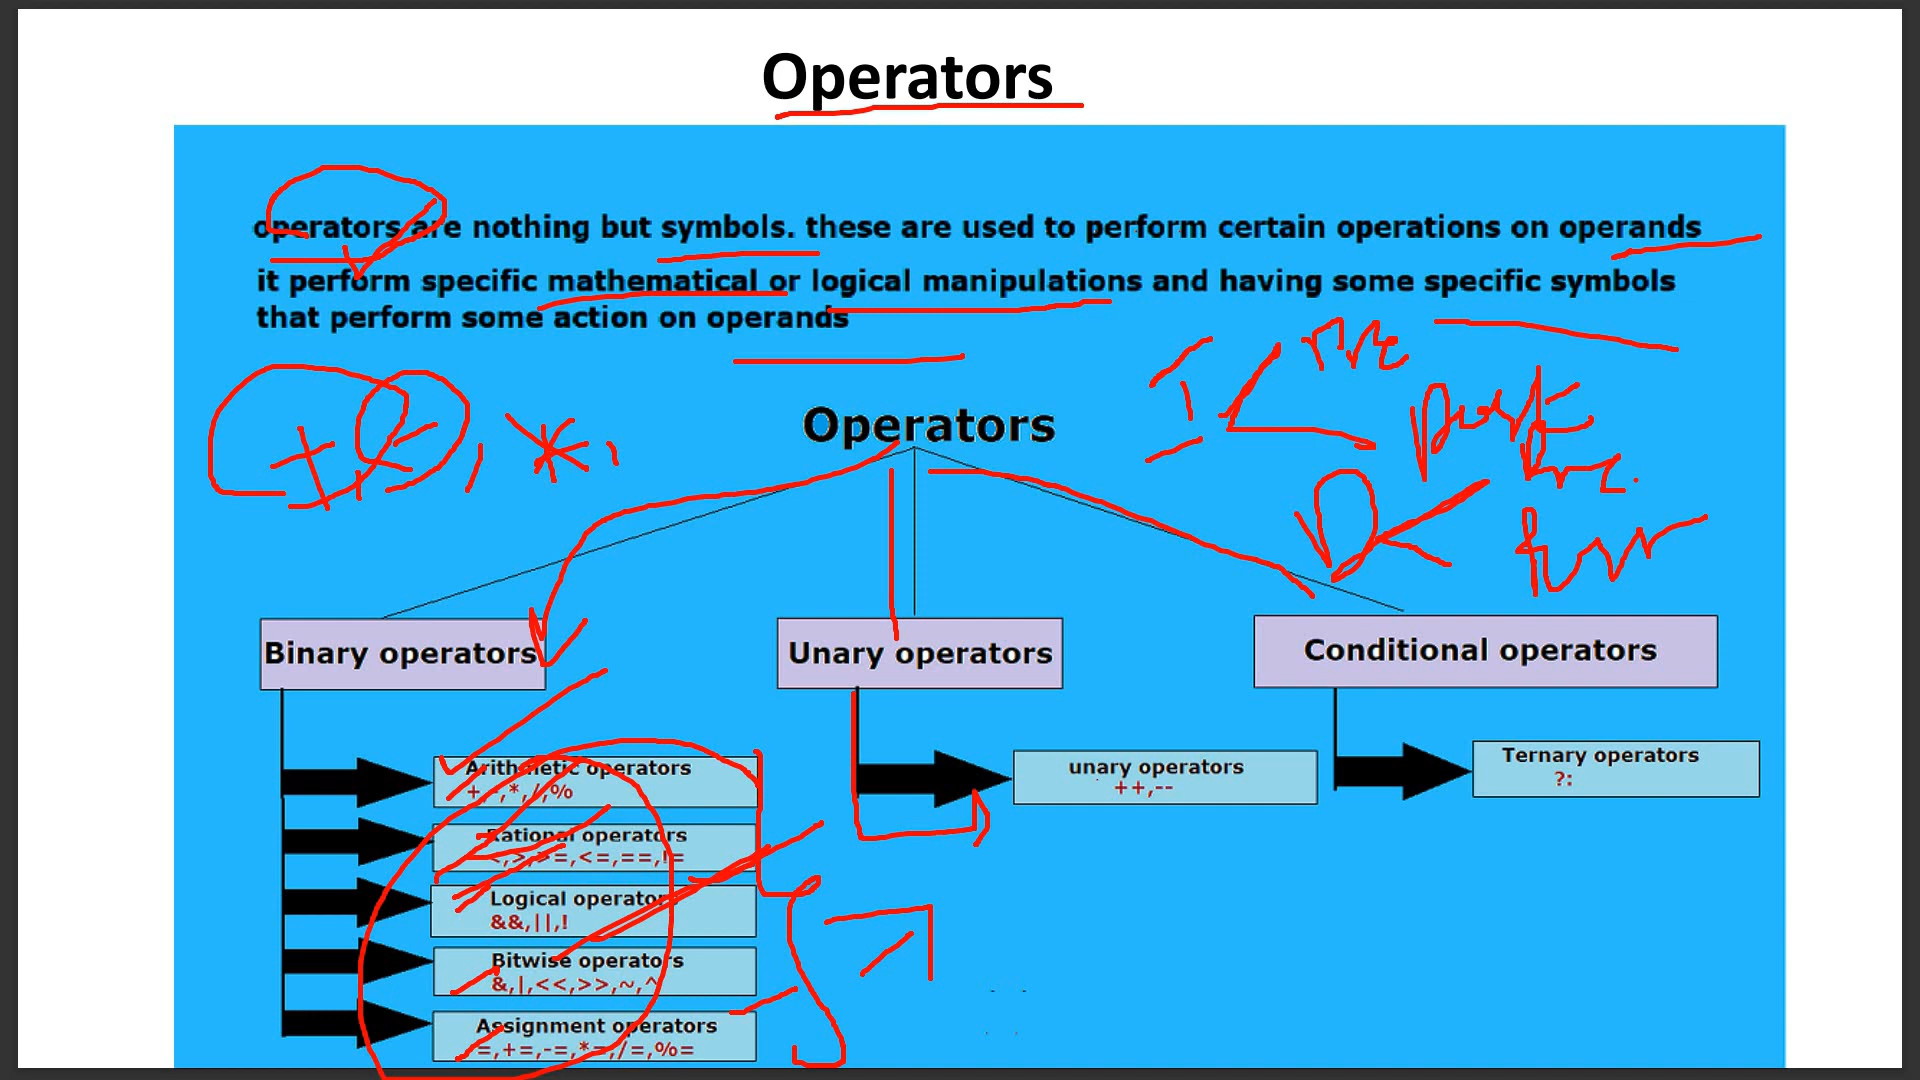 Operators
operators are nothing but symbols. these are used to perform certain operations on operands
it perform specific mathematical or logical manipulations and having some specific symbols
that perform some action on operands
+, -, *,
Operators
Binary operators
Unary operators
Conditional operators
Arithmetic operators
+,-,*,/,%
Rational operators
<,>,>=,<=,==,!=
Logical operators
&&,||,!
Bitwise operators
&,|,<<,>>,~,^
Assignment operators
=,+=,-=,*=,/=,%=
unary operators
++,--
Ternary operators
?: